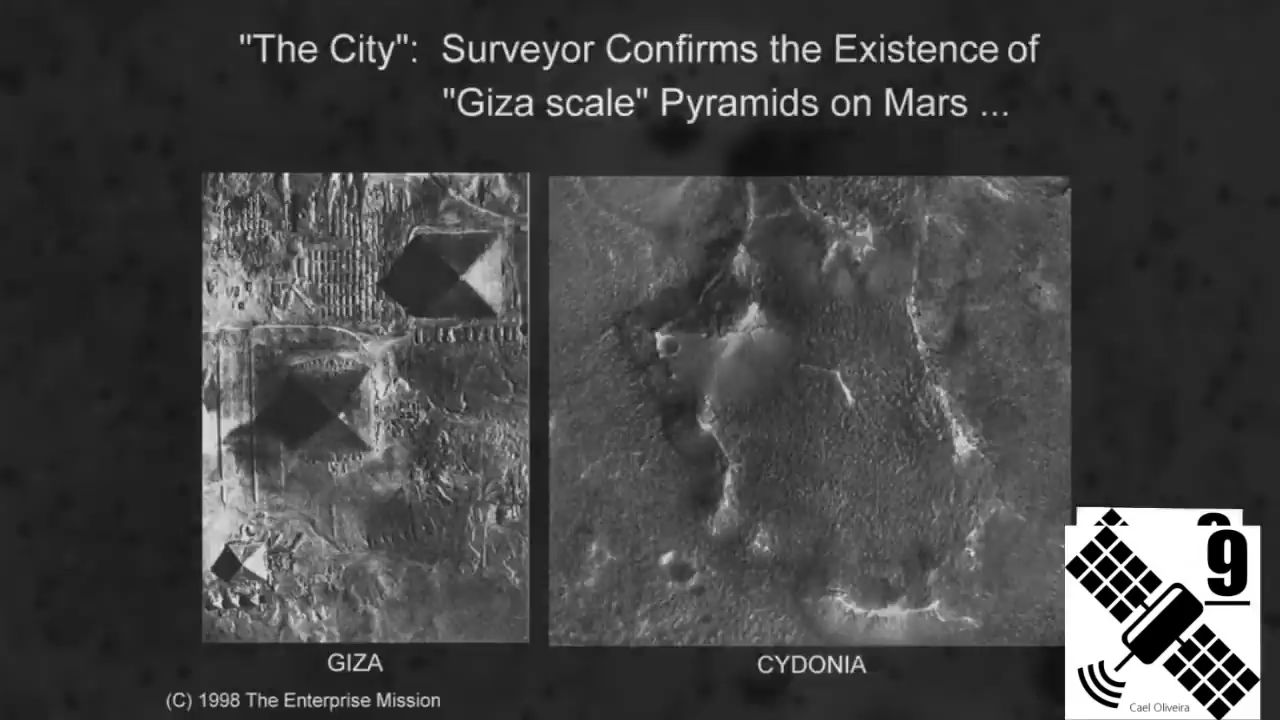 "The City": Surveyor Confirms the Existence of
"Giza scale" Pyramids on Mars ...
GIZA
CYDONIA
(C) 1998 The Enterprise Mission
9
Cael Oliveira